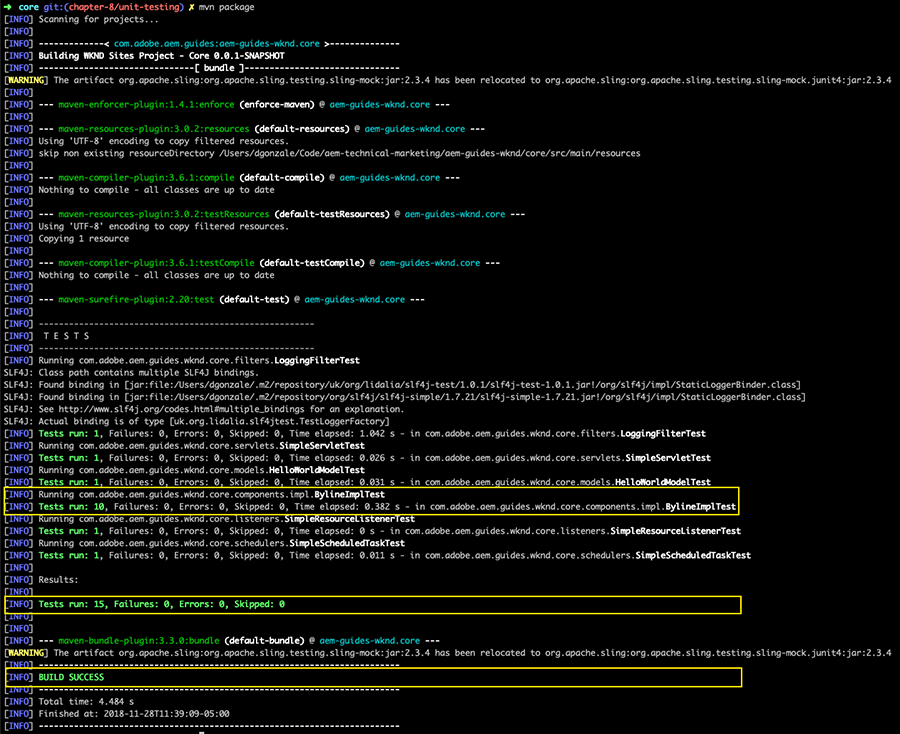 → core git:(chapter-8/unit-testing) ✗ mvn package
[INFO] Scanning for projects...
[INFO]
[INFO] -------------< com.adobe.aem.guides:aem-guides-wknd.core >--------------
[INFO] Building WKND Sites Project - Core 0.0.1-SNAPSHOT
[INFO] -------------------------------[ bundle ]-------------------------------
[WARNING] The artifact org.apache.sling:org.apache.sling.testing.sling-mock:jar:2.3.4 has been relocated to org.apache.sling:org.apache.sling.testing.sling-mock.junit4:jar:2.3.4
[INFO]
[INFO] --- maven-enforcer-plugin:1.4.1:enforce (enforce-maven) @ aem-guides-wknd.core ---
[INFO]
[INFO] --- maven-resources-plugin:3.0.2:resources (default-resources) @ aem-guides-wknd.core ---
[INFO] Using 'UTF-8' encoding to copy filtered resources.
[INFO] skip non existing resourceDirectory /Users/dgonzale/Code/aem-technical-marketing/aem-guides-wknd/core/src/main/resources
[INFO]
[INFO] --- maven-compiler-plugin:3.6.1:compile (default-compile) @ aem-guides-wknd.core ---
[INFO] Nothing to compile - all classes are up to date
[INFO]
[INFO] --- maven-resources-plugin:3.0.2:testResources (default-testResources) @ aem-guides-wknd.core ---
[INFO] Using 'UTF-8' encoding to copy filtered resources.
[INFO] Copying 1 resource
[INFO]
[INFO] --- maven-compiler-plugin:3.6.1:testCompile (default-testCompile) @ aem-guides-wknd.core ---
[INFO] Nothing to compile - all classes are up to date
[INFO]
[INFO] --- maven-surefire-plugin:2.20:test (default-test) @ aem-guides-wknd.core ---
[INFO]
[INFO] -------------------------------------------------------
[INFO]  T E S T S
[INFO] -------------------------------------------------------
[INFO] Running com.adobe.aem.guides.wknd.core.filters.LoggingFilterTest
SLF4J: Class path contains multiple SLF4J bindings.
SLF4J: Found binding in [jar:file:/Users/dgonzale/.m2/repository/uk/org/lidalia/slf4j-test/1.0.1/slf4j-test-1.0.1.jar!/org/slf4j/impl/StaticLoggerBinder.class]
SLF4J: Found binding in [jar:file:/Users/dgonzale/.m2/repository/org/slf4j/slf4j-simple/1.7.21/slf4j-simple-1.7.21.jar!/org/slf4j/impl/StaticLoggerBinder.class]
SLF4J: See http://www.slf4j.org/codes.html#multiple_bindings for an explanation.
SLF4J: Actual binding is of type [uk.org.lidalia.slf4jtest.TestLoggerFactory]
[INFO] Tests run: 1, Failures: 0, Errors: 0, Skipped: 0, Time elapsed: 1.042 s - in com.adobe.aem.guides.wknd.core.filters.LoggingFilterTest
[INFO] Running com.adobe.aem.guides.wknd.core.servlets.SimpleServletTest
[INFO] Tests run: 1, Failures: 0, Errors: 0, Skipped: 0, Time elapsed: 0.026 s - in com.adobe.aem.guides.wknd.core.servlets.SimpleServletTest
[INFO] Running com.adobe.aem.guides.wknd.core.models.HelloWorldModelTest
[INFO] Tests run: 1, Failures: 0, Errors: 0, Skipped: 0, Time elapsed: 0.031 s - in com.adobe.aem.guides.wknd.core.models.HelloWorldModelTest
[INFO] Running com.adobe.aem.guides.wknd.core.components.impl.BylineImplTest
[INFO] Tests run: 10, Failures: 0, Errors: 0, Skipped: 0, Time elapsed: 0.382 s - in com.adobe.aem.guides.wknd.core.components.impl.BylineImplTest
[INFO] Running com.adobe.aem.guides.wknd.core.listeners.SimpleResourceListenerTest
[INFO] Tests run: 1, Failures: 0, Errors: 0, Skipped: 0, Time elapsed: 0 s - in com.adobe.aem.guides.wknd.core.listeners.SimpleResourceListenerTest
[INFO] Running com.adobe.aem.guides.wknd.core.schedulers.SimpleScheduledTaskTest
[INFO] Tests run: 1, Failures: 0, Errors: 0, Skipped: 0, Time elapsed: 0.011 s - in com.adobe.aem.guides.wknd.core.schedulers.SimpleScheduledTaskTest
[INFO]
[INFO] Results:
[INFO]
[INFO] Tests run: 15, Failures: 0, Errors: 0, Skipped: 0
[INFO]
[INFO]
[INFO] --- maven-bundle-plugin:3.3.0:bundle (default-bundle) @ aem-guides-wknd.core ---
[WARNING] The artifact org.apache.sling:org.apache.sling.testing.sling-mock:jar:2.3.4 has been relocated to org.apache.sling:org.apache.sling.testing.sling-mock.junit4:jar:2.3.4
[INFO] ------------------------------------------------------------------------
[INFO] BUILD SUCCESS
[INFO] ------------------------------------------------------------------------
[INFO] Total time: 4.484 s
[INFO] Finished at: 2018-11-28T11:39:09-05:00
[INFO] ------------------------------------------------------------------------